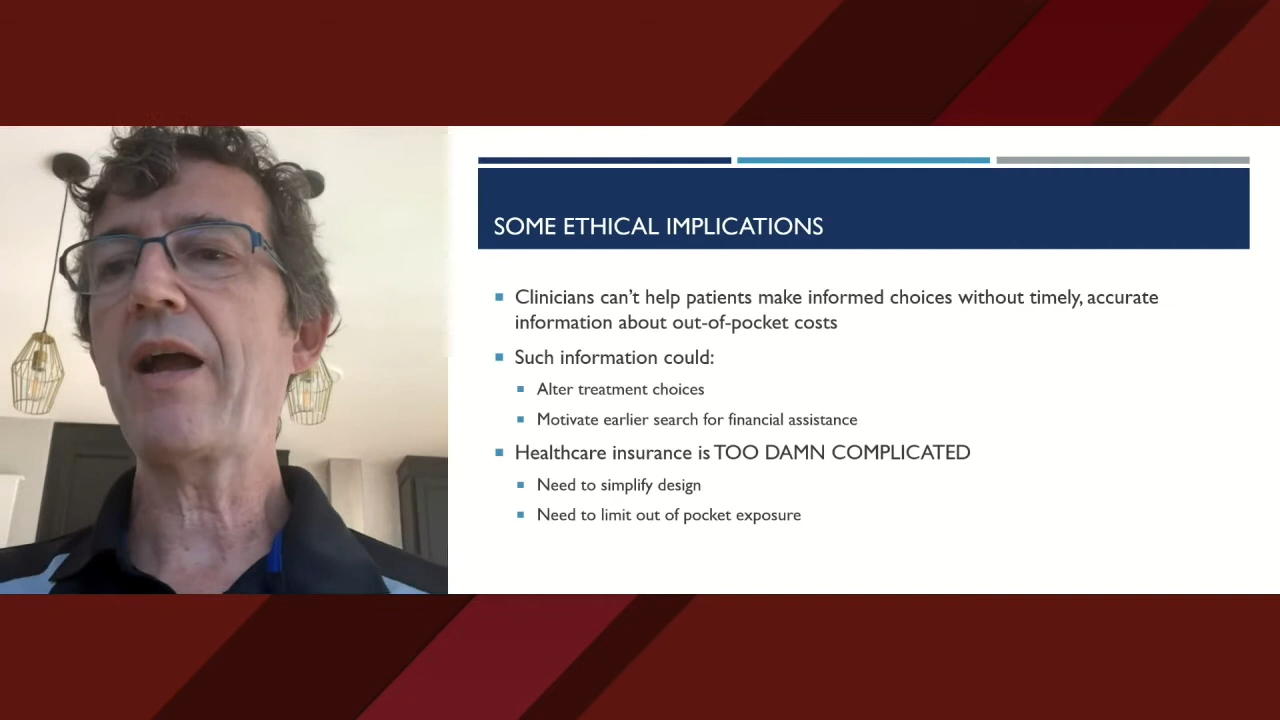 SOME ETHICAL IMPLICATIONS
Clinicians can’t help patients make informed choices without timely, accurate
information about out-of-pocket costs
Such information could:
Alter treatment choices
Motivate earlier search for financial assistance
Healthcare insurance is TOO DAMN COMPLICATED
Need to simplify design
Need to limit out of pocket exposure